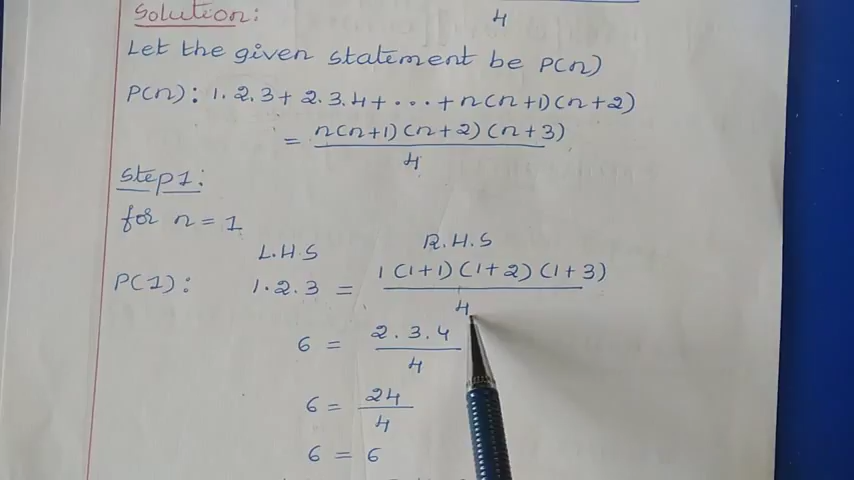 4
Solution:
Let the given statement be P(n)
P(n): 1.2.3 + 2.3.4 + ... + n(n+1)(n+2)
= n(n+1)(n+2)(n+3)
4
Step1:
for n = 1
L.H.S R.H.S
P(1): 1.2.3 = 1(1+1)(1+2)(1+3)
4
6 = 2.3.4
4
6 = 24
4
6 = 6